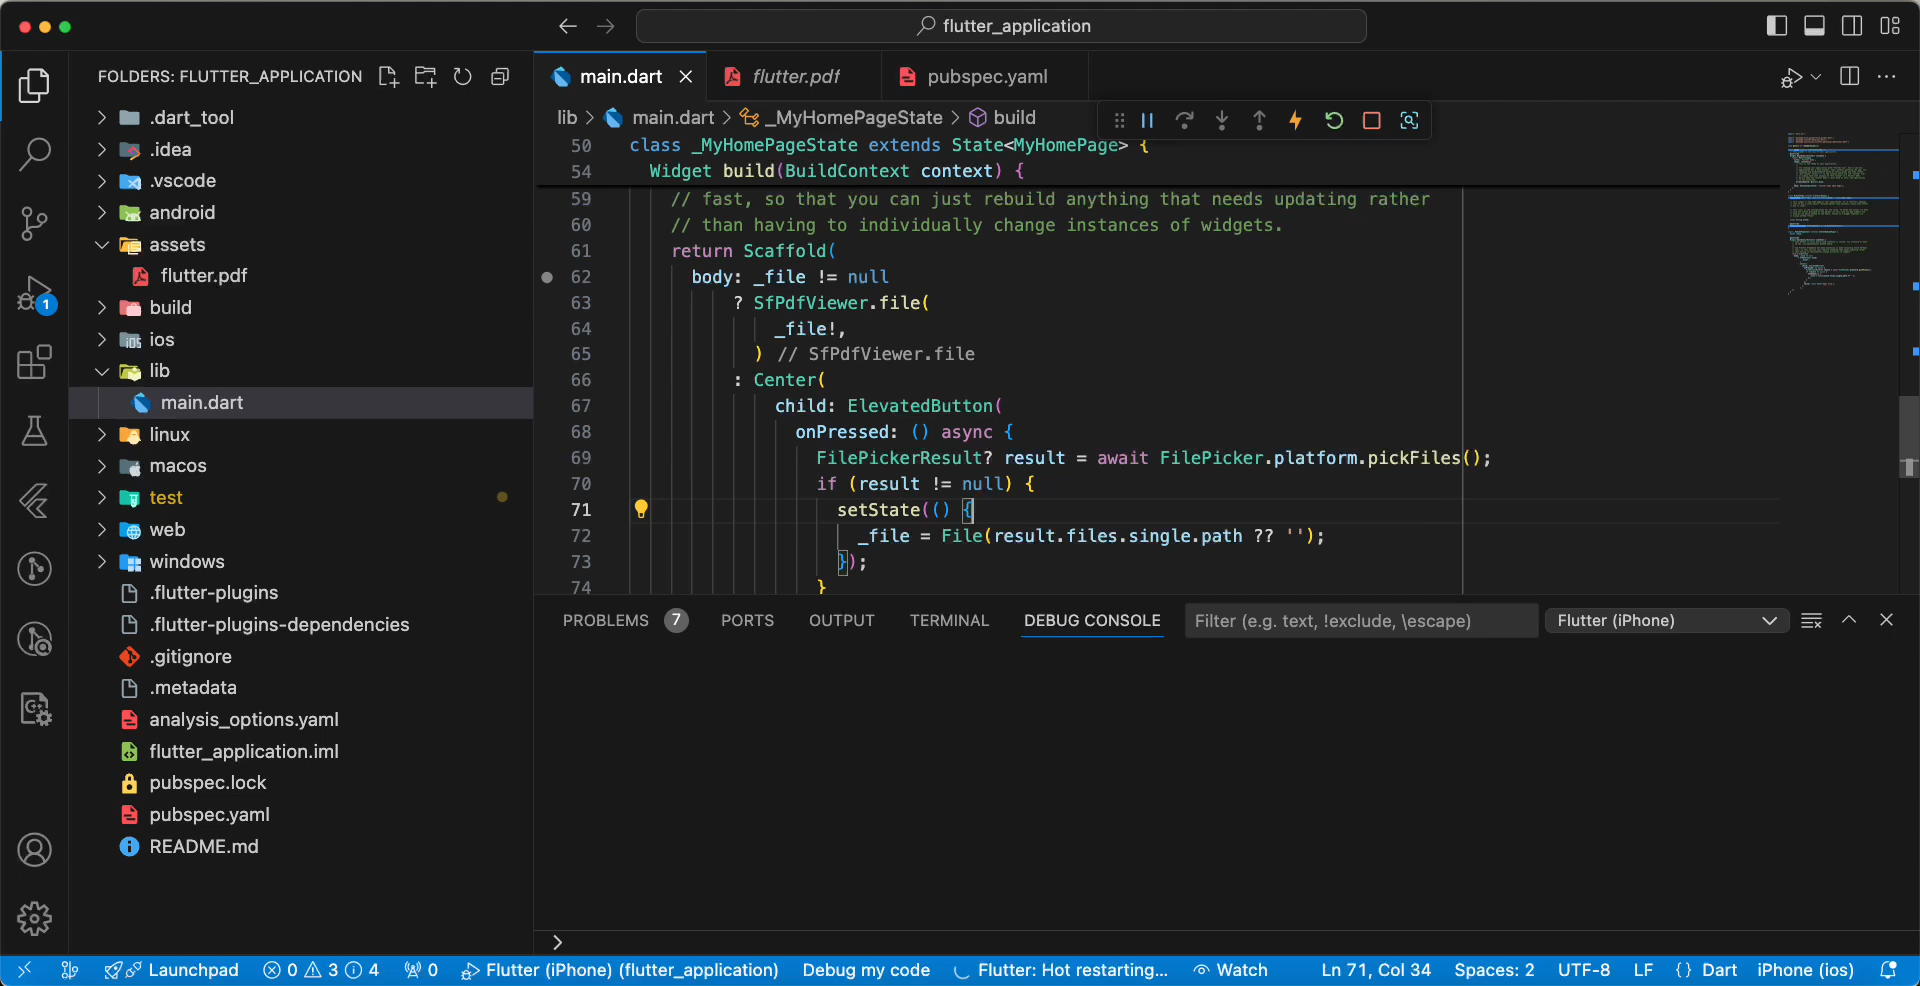 flutter_application
FOLDERS: FLUTTER_APPLICATION
.dart_tool
.idea
.vscode
android
assets
flutter.pdf
build
ios
lib
main.dart
linux
macos
test
web
windows
.flutter-plugins
.flutter-plugins-dependencies
.gitignore
.metadata
analysis_options.yaml
flutter_application.iml
pubspec.lock
pubspec.yaml
README.md
1
main.dart flutter.pdf pubspec.yaml
lib > main.dart > _MyHomePageState > build
50 class _MyHomePageState extends State<MyHomePage> {
54 Widget build(BuildContext context) {
59 // fast, so that you can just rebuild anything that needs updating rather
60 // than having to individually change instances of widgets.
61 return Scaffold(
62 body: _file != null
63 ? SfPdfViewer.file(
64 _file!,
65 ) // SfPdfViewer.file
66 : Center(
67 child: ElevatedButton(
68 onPressed: () async {
69 FilePickerResult? result = await FilePicker.platform.pickFiles();
70 if (result != null) {
71 setState(() {
72 _file = File(result.files.single.path ?? '');
73 });
74 }
PROBLEMS 7 PORTS OUTPUT TERMINAL DEBUG CONSOLE Filter (e.g. text, !exclude, \escape) Flutter (iPhone)
>
Launchpad 0 3 4 0 Flutter (iPhone) (flutter_application) Debug my code Flutter: Hot restarting... Watch Ln 71, Col 34 Spaces: 2 UTF-8 LF {} Dart iPhone (ios)